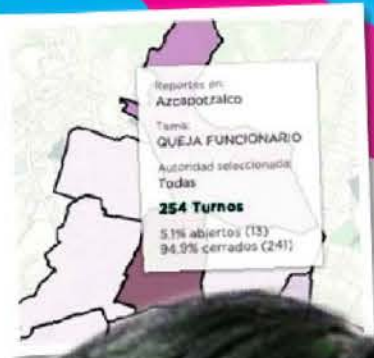 Reportes en:
Azcapotzalco
Tema:
QUEJA FUNCIONARIO
Autoridad seleccionada:
Todas
254 Turnos
5.1% abiertos (13)
94.9% cerrados (241)